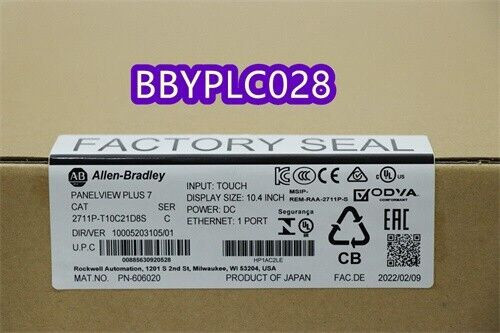 BBYPLC028
FACTORY SEAL
AB Allen-Bradley
PANELVIEW PLUS 7
CAT SER
2711P-T10C21D8S C
DIR/VER 10005203105/01
U.P.C
00885630920528
INPUT: TOUCH
DISPLAY SIZE: 10.4 INCH
POWER: DC
ETHERNET: 1 PORT
HP1AC2LE
MSIP-
REM-RAA-2711P-S
ODVA
CONFORMANT
Segurança
CB
EAC
Rockwell Automation, 1201 S 2nd St, Milwaukee, WI 53204, USA
MAT.NO. PN-606020 PRODUCT OF JAPAN FAC.DE 2022/02/09